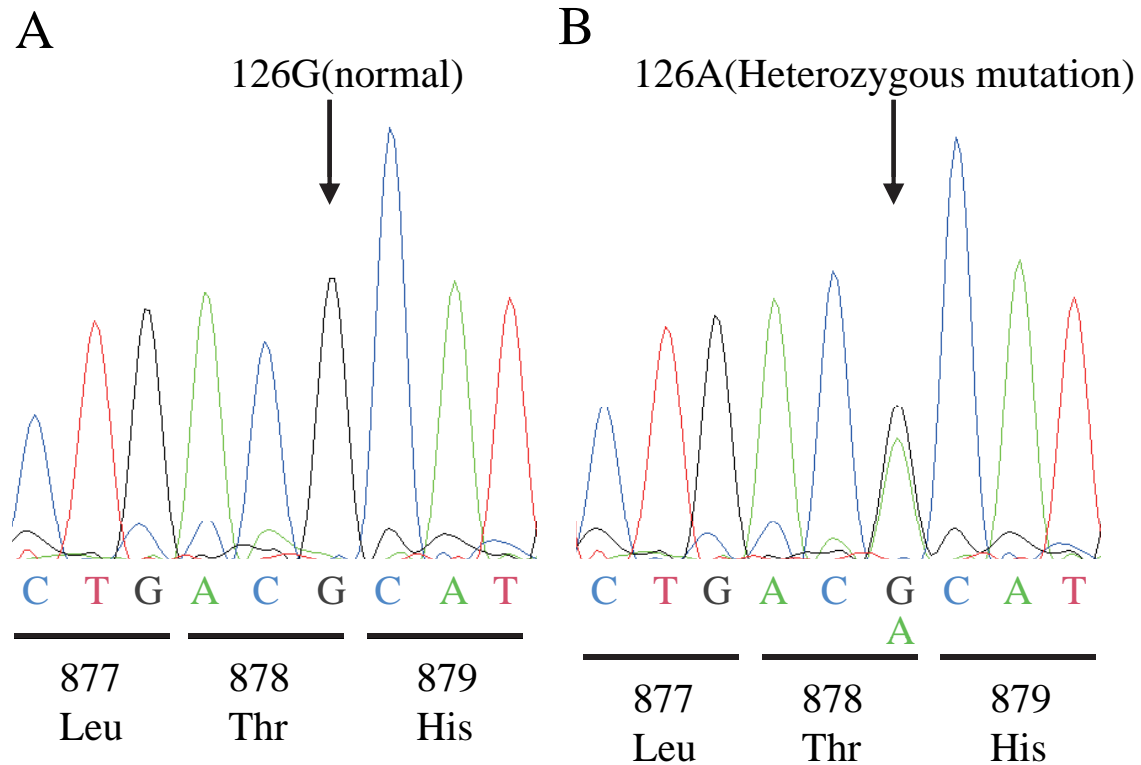 A
126G(normal)
C T G A C G C A T
877 878 879
Leu Thr His
B
126A(Heterozygous mutation)
C T G A C G C A T
A
877 878 879
Leu Thr His